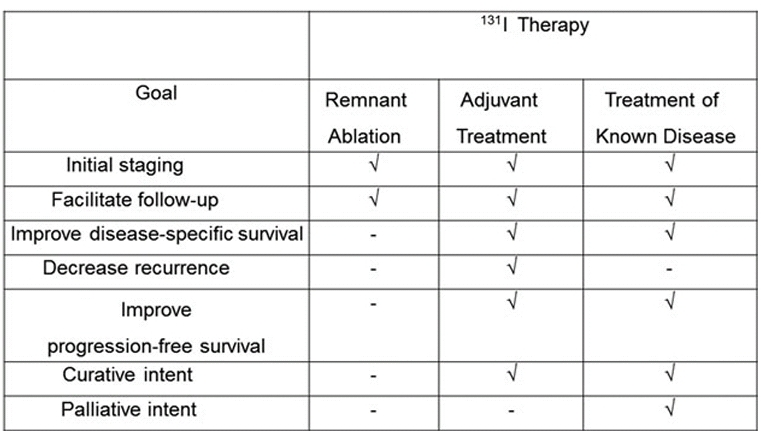 ¹³¹I Therapy
Goal
Remnant
Ablation
Adjuvant
Treatment
Treatment of
Known Disease
Initial staging √ √ √
Facilitate follow-up √ √ √
Improve disease-specific survival - √ √
Decrease recurrence - √ -
Improve
progression-free survival - √ √
Curative intent - √ √
Palliative intent - - √